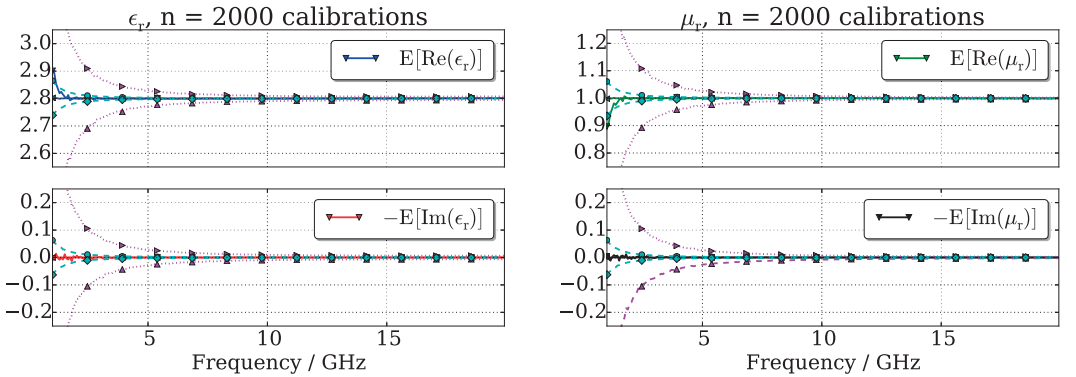 ϵᵣ, n = 2000 calibrations
3.0
2.9
2.8
2.7
2.6
E[Re(ϵᵣ)]
0.2
0.1
0.0
−0.1
−0.2
−E[Im(ϵᵣ)]
5 10 15
Frequency / GHz
μᵣ, n = 2000 calibrations
1.2
1.1
1.0
0.9
0.8
E[Re(μᵣ)]
0.2
0.1
0.0
−0.1
−0.2
−E[Im(μᵣ)]
5 10 15
Frequency / GHz